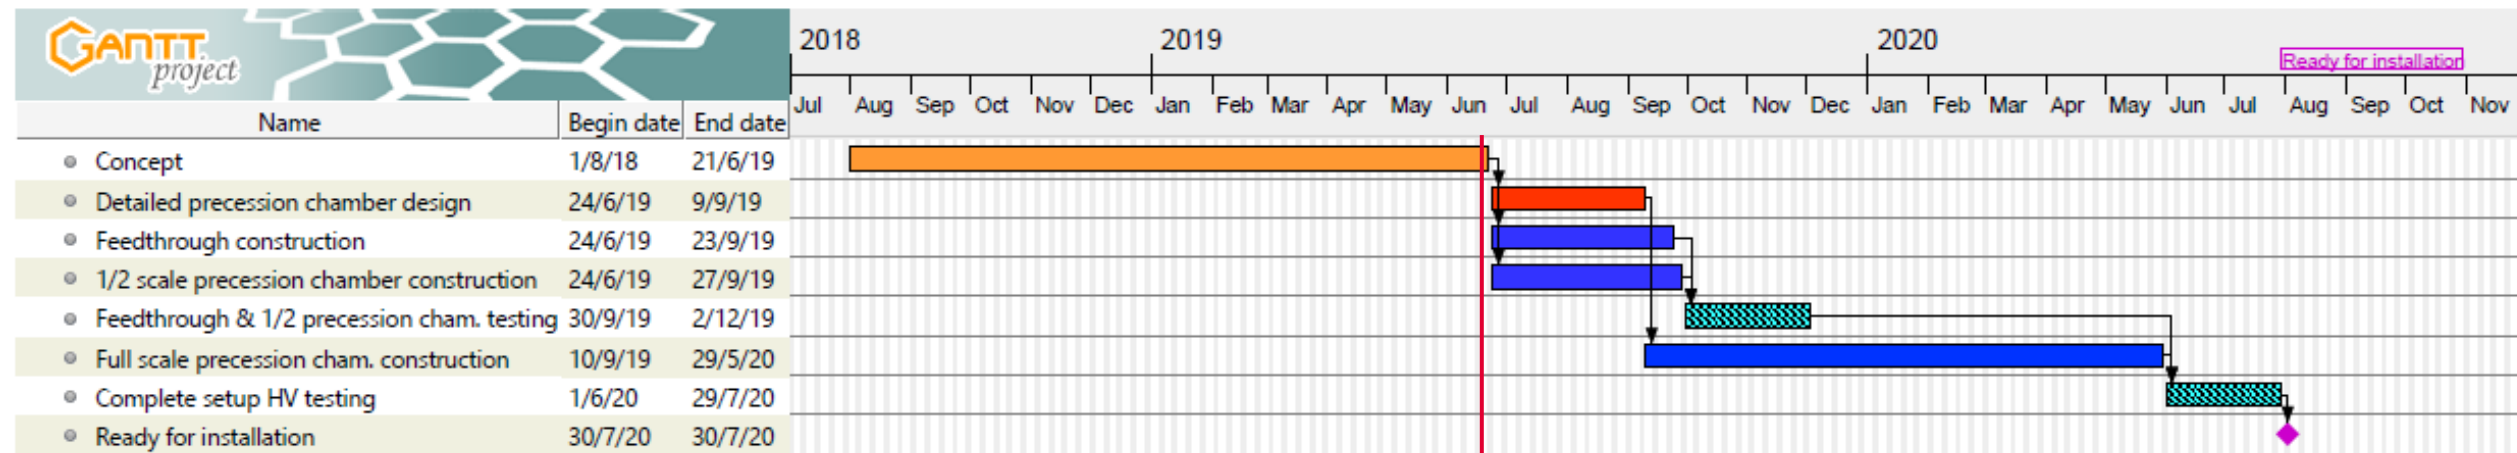 GANTT
project
2018 2019 2020
Ready for installation
Jul Aug Sep Oct Nov Dec Jan Feb Mar Apr May Jun Jul Aug Sep Oct Nov Dec Jan Feb Mar Apr May Jun Jul Aug Sep Oct Nov
Name Begin date End date
Concept 1/8/18 21/6/19
Detailed precession chamber design 24/6/19 9/9/19
Feedthrough construction 24/6/19 23/9/19
1/2 scale precession chamber construction 24/6/19 27/9/19
Feedthrough & 1/2 precession cham. testing 30/9/19 2/12/19
Full scale precession cham. construction 10/9/19 29/5/20
Complete setup HV testing 1/6/20 29/7/20
Ready for installation 30/7/20 30/7/20